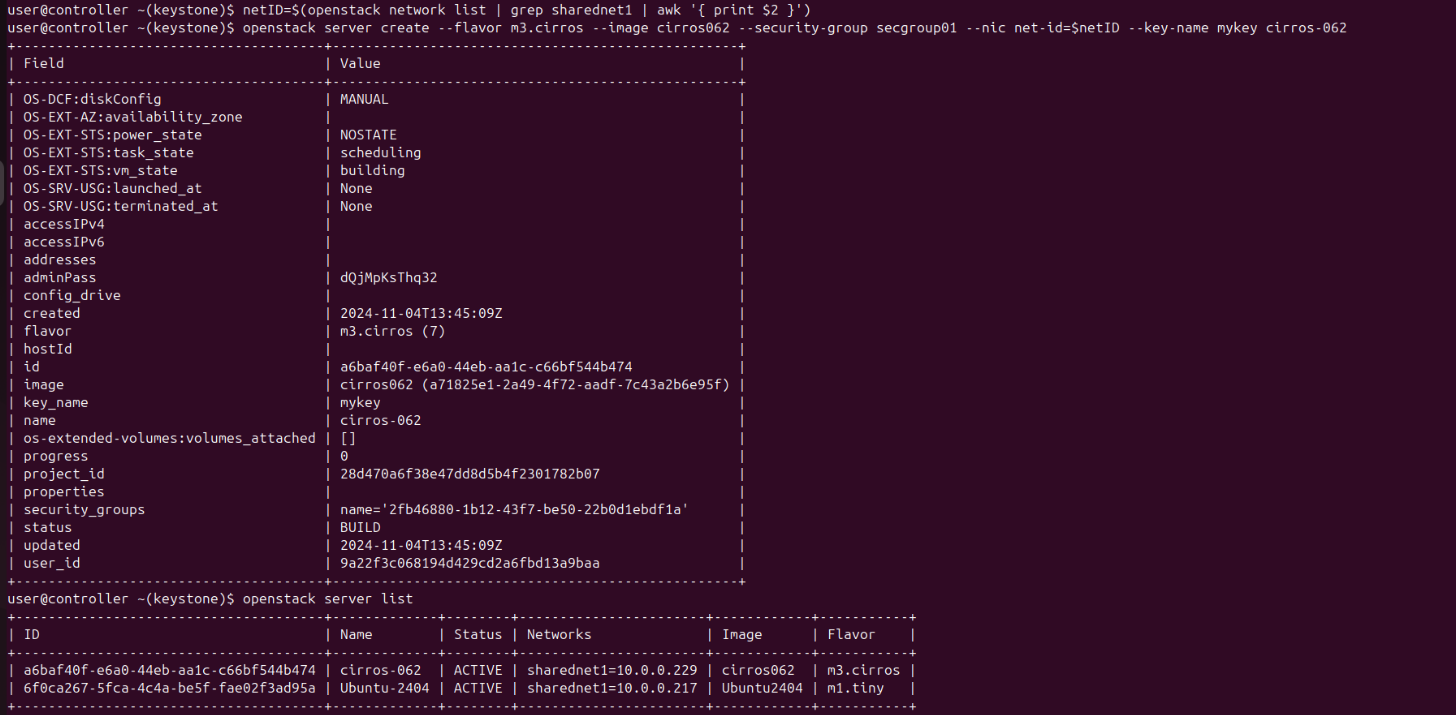 user@controller ~(keystone)$ netID=$(openstack network list | grep sharednet1 | awk '{ print $2 }')
user@controller ~(keystone)$ openstack server create --flavor m3.cirros --image cirros062 --security-group secgroup01 --nic net-id=$netID --key-name mykey cirros-062
+--------------------------------------+--------------------------------------------------+
| Field                               | Value                                            |
+--------------------------------------+--------------------------------------------------+
| OS-DCF:diskConfig                   | MANUAL                                           |
| OS-EXT-AZ:availability_zone         |                                                  |
| OS-EXT-STS:power_state              | NOSTATE                                          |
| OS-EXT-STS:task_state               | scheduling                                       |
| OS-EXT-STS:vm_state                 | building                                         |
| OS-SRV-USG:launched_at              | None                                             |
| OS-SRV-USG:terminated_at            | None                                             |
| accessIPv4                          |                                                  |
| accessIPv6                          |                                                  |
| addresses                           |                                                  |
| adminPass                           | dQjMpKsThq32                                     |
| config_drive                        |                                                  |
| created                             | 2024-11-04T13:45:09Z                             |
| flavor                              | m3.cirros (7)                                    |
| hostId                              |                                                  |
| id                                  | a6baf40f-e6a0-44eb-aa1c-c66bf544b474             |
| image                               | cirros062 (a71825e1-2a49-4f72-aadf-7c43a2b6e95f) |
| key_name                            | mykey                                            |
| name                                | cirros-062                                       |
| os-extended-volumes:volumes_attached | []                                               |
| progress                            | 0                                                |
| project_id                          | 28d470a6f38e47dd8d5b4f2301782b07                 |
| properties                          |                                                  |
| security_groups                     | name='2fb46880-1b12-43f7-be50-22b0d1ebdf1a'      |
| status                              | BUILD                                            |
| updated                             | 2024-11-04T13:45:09Z                             |
| user_id                             | 9a22f3c068194d429cd2a6fbd13a9baa                 |
+--------------------------------------+--------------------------------------------------+
user@controller ~(keystone)$ openstack server list
+--------------------------------------+-------------+--------+-----------------------+------------+-----------+
| ID                                   | Name        | Status | Networks              | Image      | Flavor    |
+--------------------------------------+-------------+--------+-----------------------+------------+-----------+
| a6baf40f-e6a0-44eb-aa1c-c66bf544b474 | cirros-062  | ACTIVE | sharednet1=10.0.0.229 | cirros062  | m3.cirros |
| 6f0ca267-5fca-4c4a-be5f-fae02f3ad95a | Ubuntu-2404 | ACTIVE | sharednet1=10.0.0.217 | Ubuntu2404 | m1.tiny   |
+--------------------------------------+-------------+--------+-----------------------+------------+-----------+